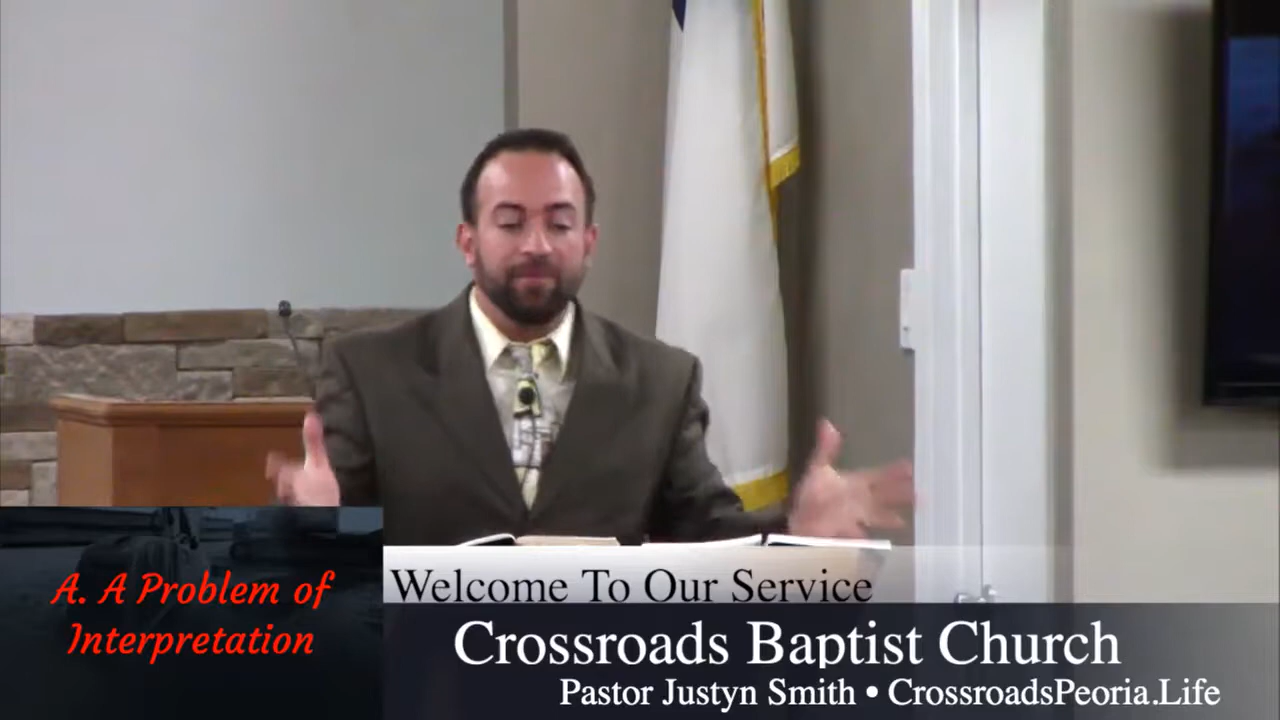 A. A Problem of
Interpretation
Welcome To Our Service
Crossroads Baptist Church
Pastor Justyn Smith • CrossroadsPeoria.Life